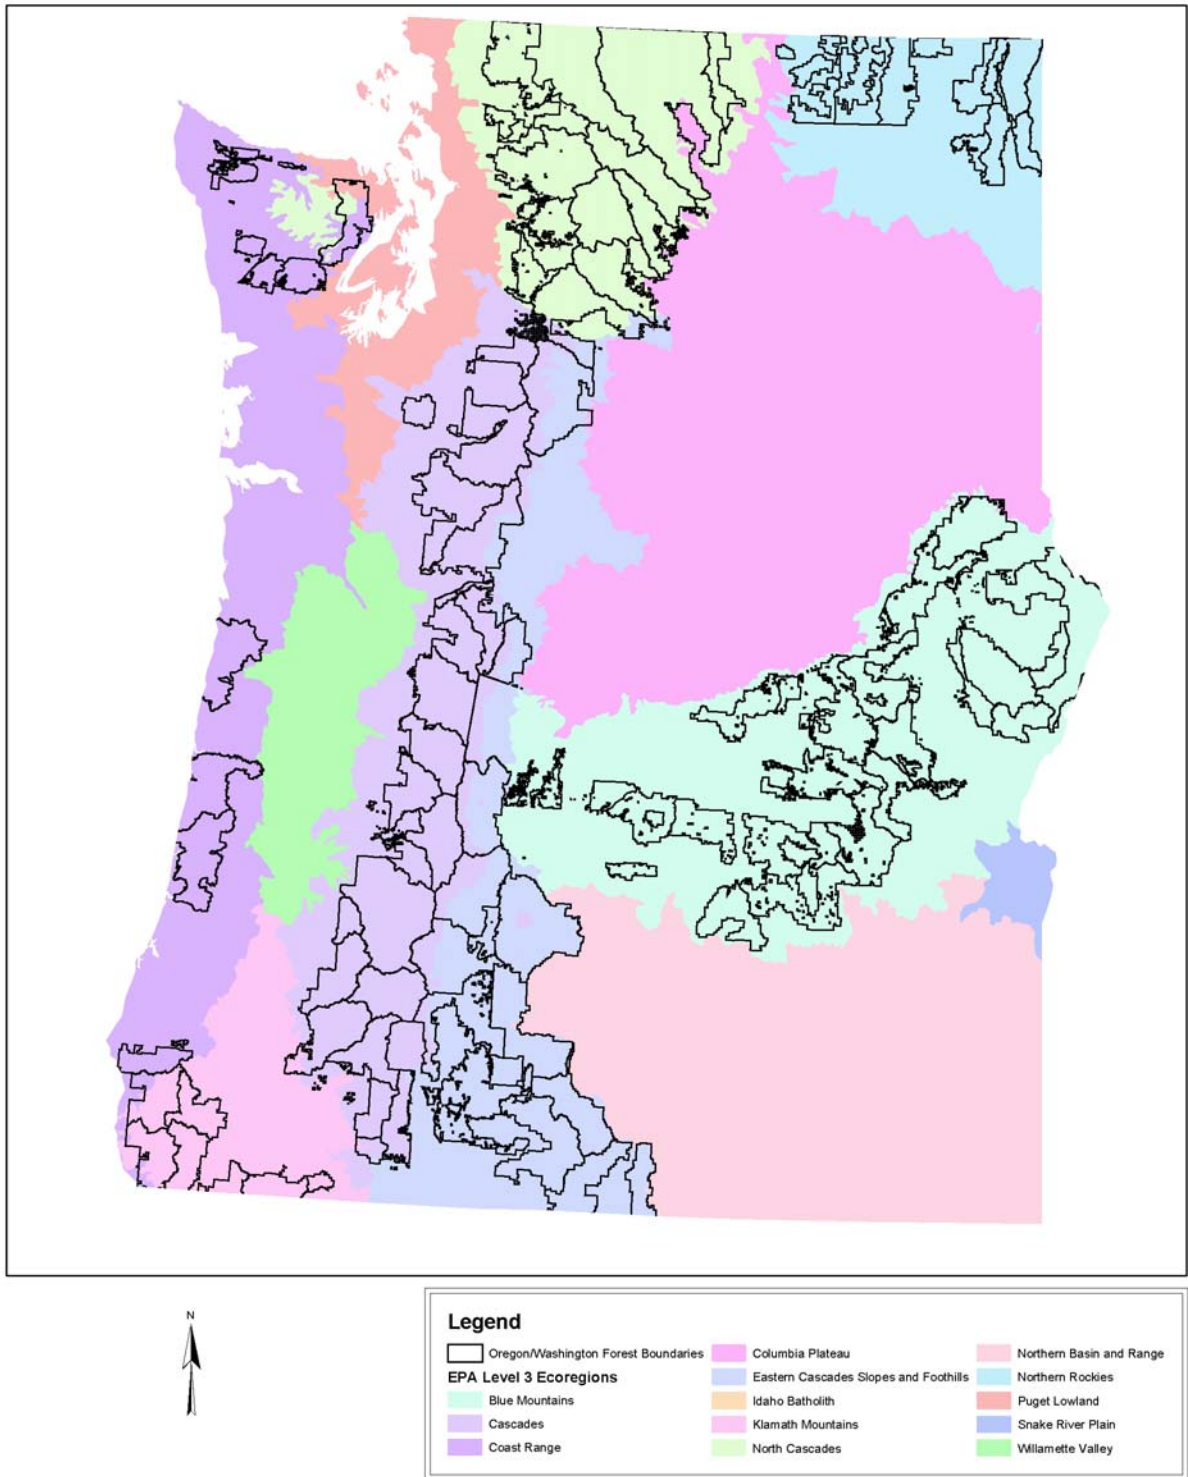 N
Legend
Oregon/Washington Forest Boundaries
EPA Level 3 Ecoregions
Blue Mountains
Cascades
Coast Range
Columbia Plateau
Eastern Cascades Slopes and Foothills
Idaho Batholith
Klamath Mountains
North Cascades
Northern Basin and Range
Northern Rockies
Puget Lowland
Snake River Plain
Willamette Valley